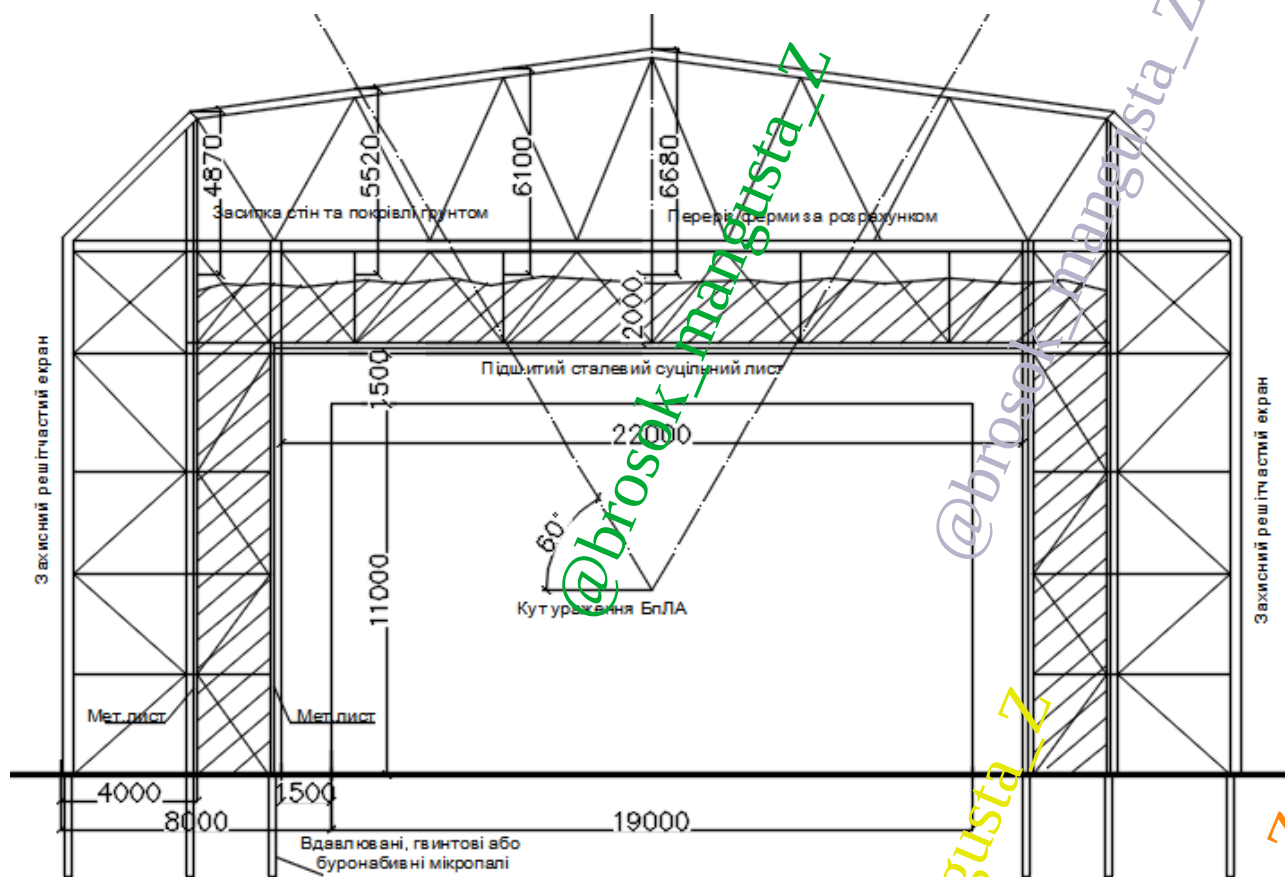 4870
5520
6100
6680
Засипка стін та покрівлі ґрунтом
Переріз ферми за розрахунком
2000
Підшитий сталевий суцільний лист
1500
22000
Захисний решітчастий екран
Захисний решітчастий екран
60°
11000
Кут ураження БпЛА
Мет.лист
Мет.лист
4000
1500
8000
19000
Вдавлювані, гвинтові або
буронабивні мікропалі
@brosok_mangusta_Z
@brosok_mangusta_Z
gusta_Z
Z